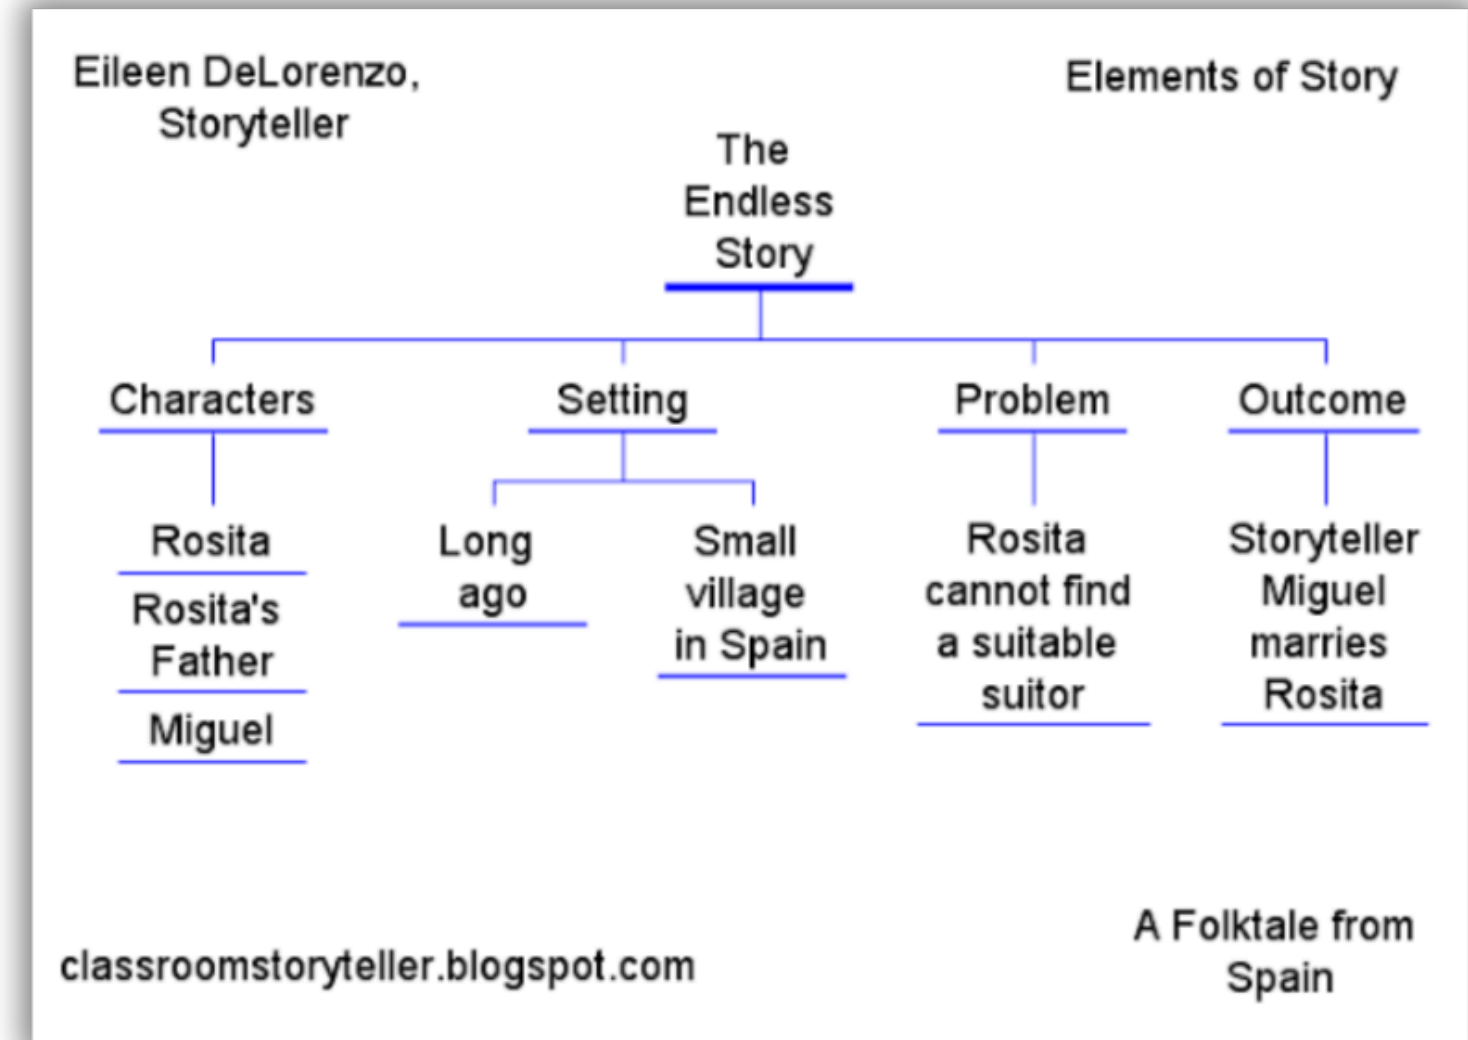 Eileen DeLorenzo,
Storyteller
Elements of Story
The
Endless
Story
Characters
Setting
Problem
Outcome
Rosita
Rosita's
Father
Miguel
Long
ago
Small
village
in Spain
Rosita
cannot find
a suitable
suitor
Storyteller
Miguel
marries
Rosita
classroomstoryteller.blogspot.com
A Folktale from
Spain